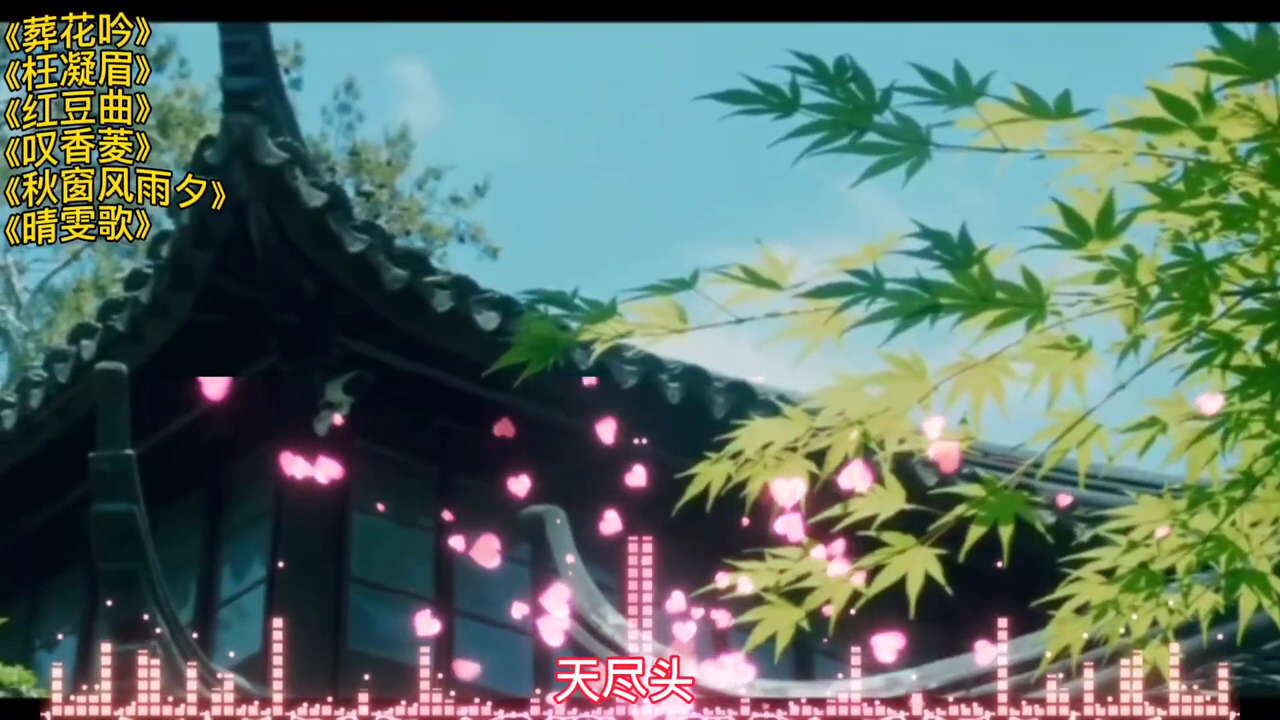 《葬花吟》
《枉凝眉》
《红豆曲》
《叹香菱》
《秋窗风雨夕》
《晴雯歌》
天尽头